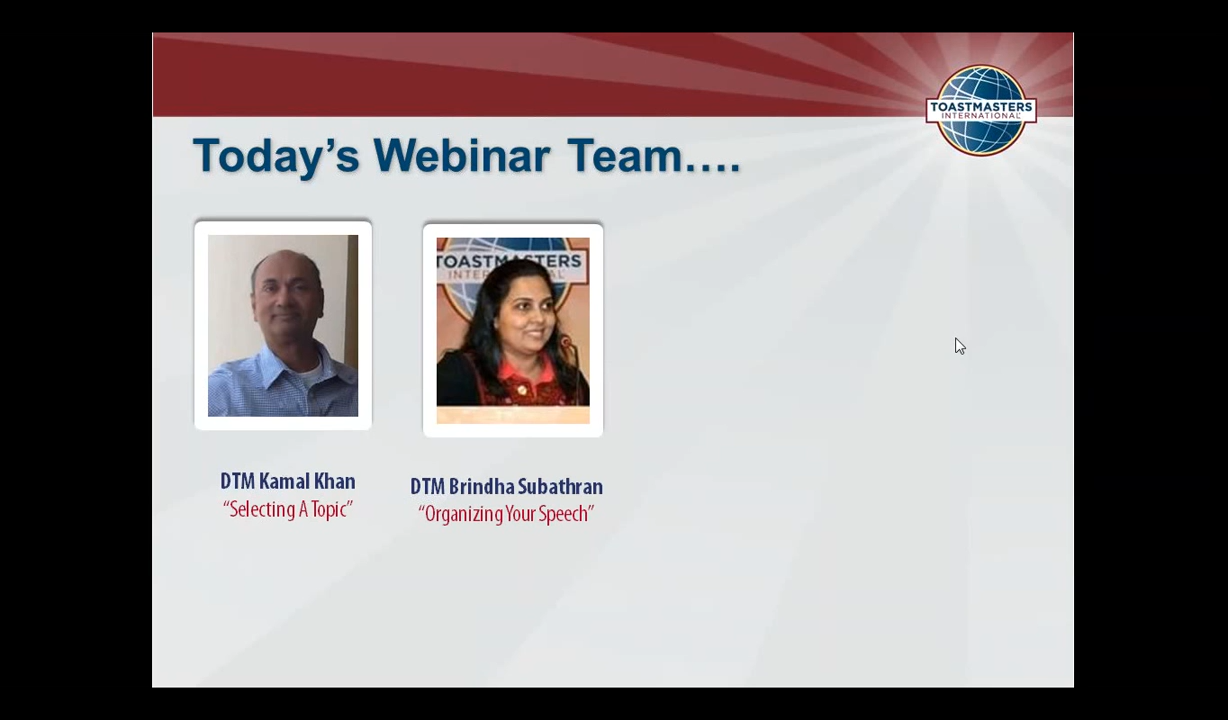 TOASTMASTERS
INTERNATIONAL
Today's Webinar Team….
TOASTMASTERS
INTERNATIONAL
DTM Kamal Khan
“Selecting A Topic”
DTM Brindha Subathran
“Organizing Your Speech”